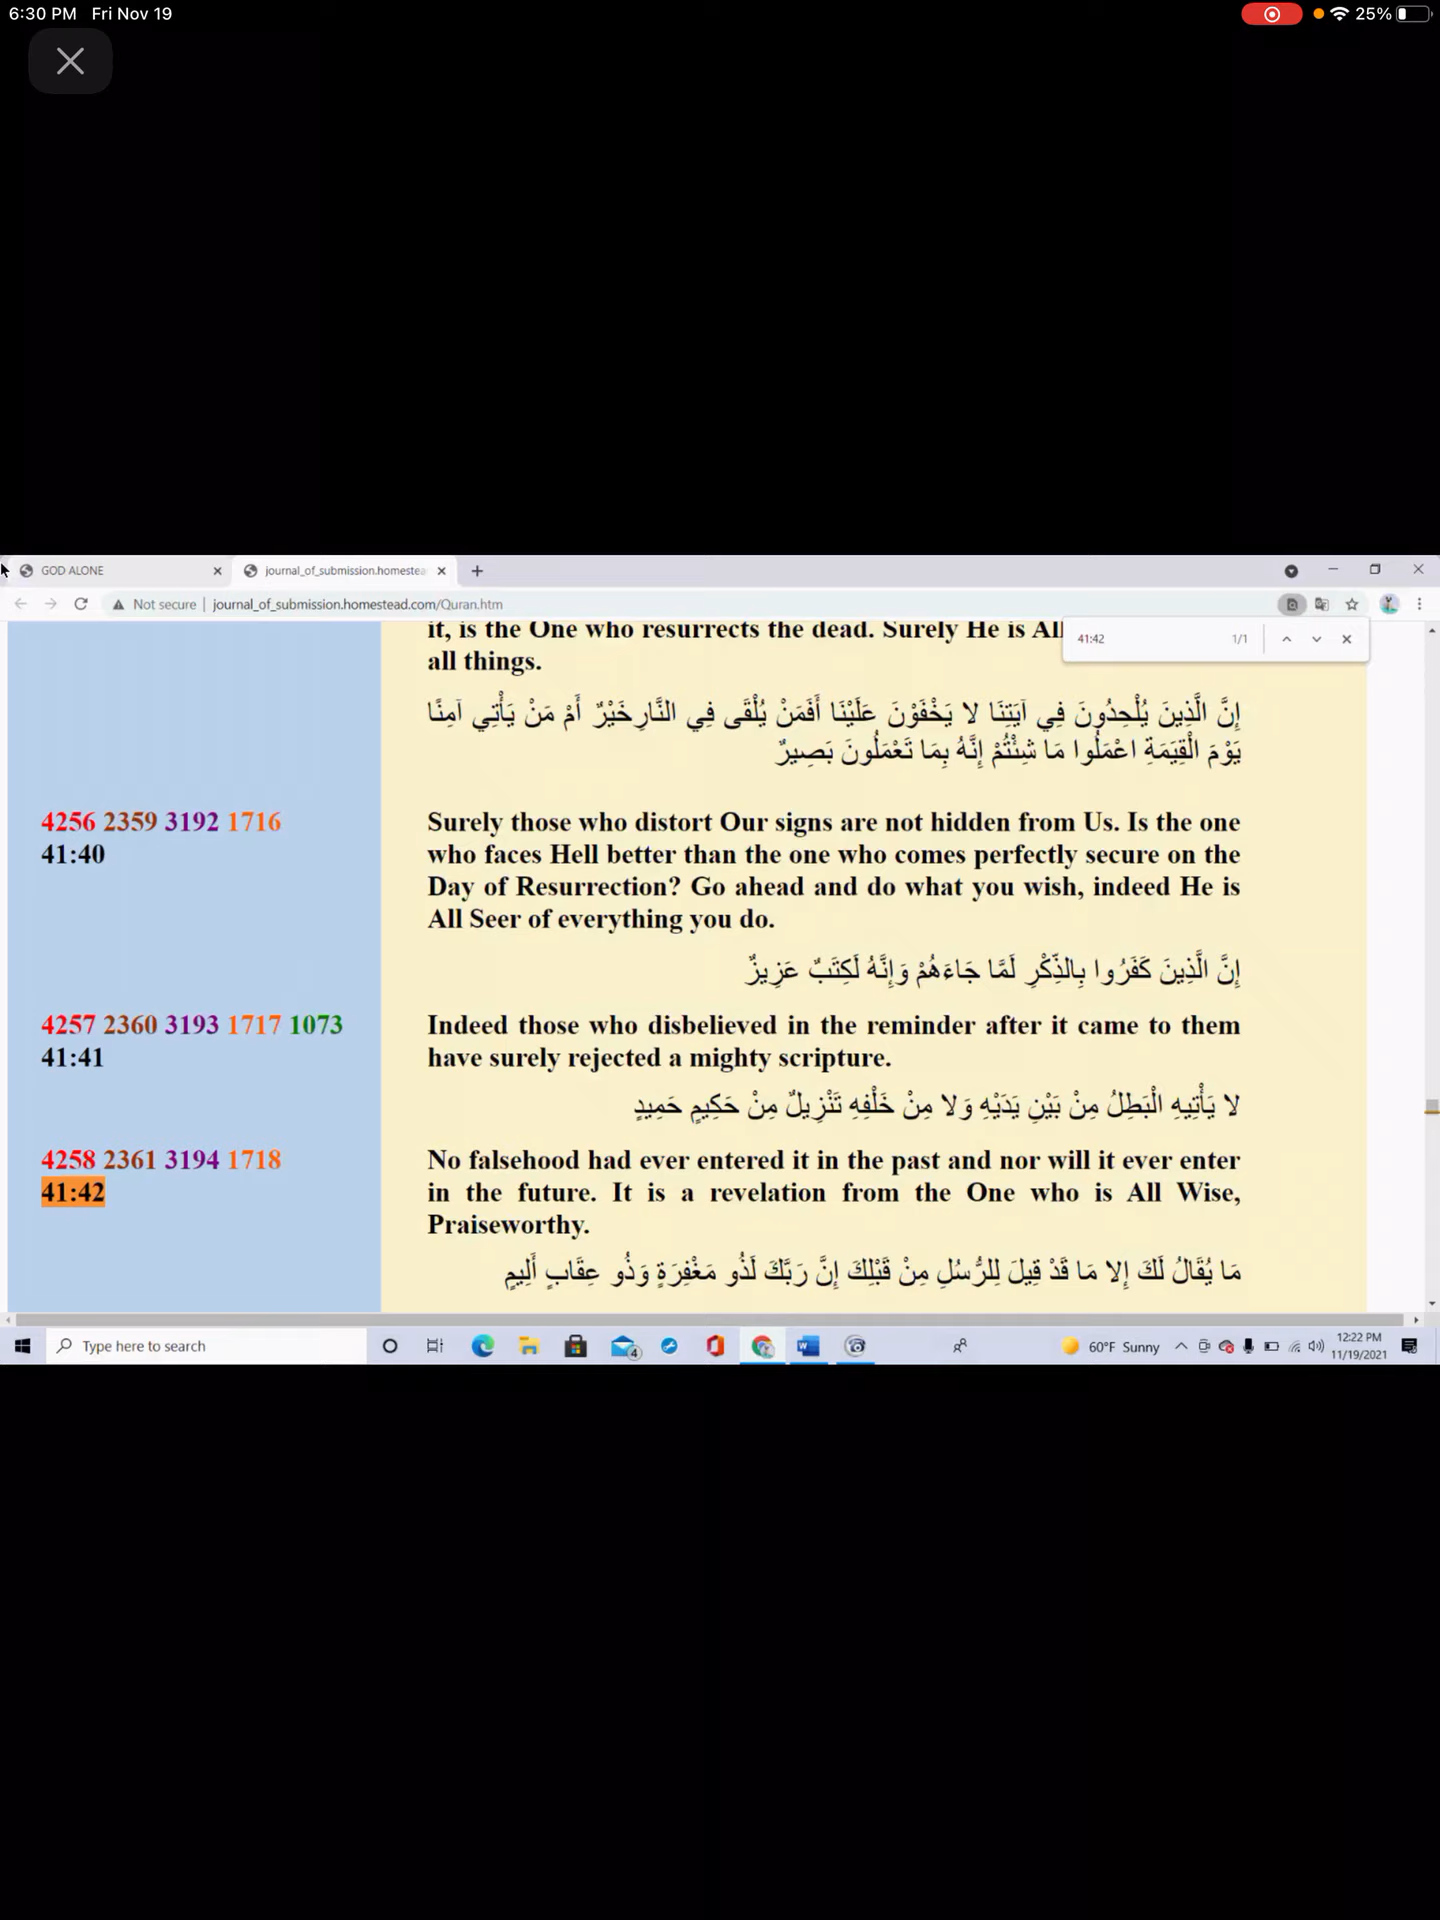 6:30 PM Fri Nov 19
25%
GOD ALONE
journal_of_submission.homestea
Not secure | journal_of_submission.homestead.com/Quran.htm
41:42 1/1
it, is the One who resurrects the dead. Surely He is All
all things.
إِنَّ الَّذِينَ يُلْحِدُونَ فِي آيَتِنَا لا يَخْفَوْنَ عَلَيْنَا أَفَمَنْ يُلْقَى فِي النَّارِ خَيْرٌ أَمْ مَنْ يَأْتِي آمِنًا
يَوْمَ الْقِيَمَةِ اعْمَلُوا مَا شِئْتُمْ إِنَّهُ بِمَا تَعْمَلُونَ بَصِيرٌ
4256 2359 3192 1716
41:40
Surely those who distort Our signs are not hidden from Us. Is the one
who faces Hell better than the one who comes perfectly secure on the
Day of Resurrection? Go ahead and do what you wish, indeed He is
All Seer of everything you do.
إِنَّ الَّذِينَ كَفَرُوا بِالذِّكْرِ لَمَّا جَاءَهُمْ وَإِنَّهُ لَكِتَبٌ عَزِيزٌ
4257 2360 3193 1717 1073
41:41
Indeed those who disbelieved in the reminder after it came to them
have surely rejected a mighty scripture.
لا يَأْتِيهِ الْبَطِلُ مِنْ بَيْنِ يَدَيْهِ وَلا مِنْ خَلْفِهِ تَنْزِيلٌ مِنْ حَكِيمٍ حَمِيدٍ
4258 2361 3194 1718
41:42
No falsehood had ever entered it in the past and nor will it ever enter
in the future. It is a revelation from the One who is All Wise,
Praiseworthy.
مَا يُقَالُ لَكَ إِلا مَا قَدْ قِيلَ لِلرُّسُلِ مِنْ قَبْلِكَ إِنَّ رَبَّكَ لَذُو مَغْفِرَةٍ وَذُو عِقَابٍ أَلِيمٍ
Type here to search
4
60°F Sunny
12:22 PM
11/19/2021